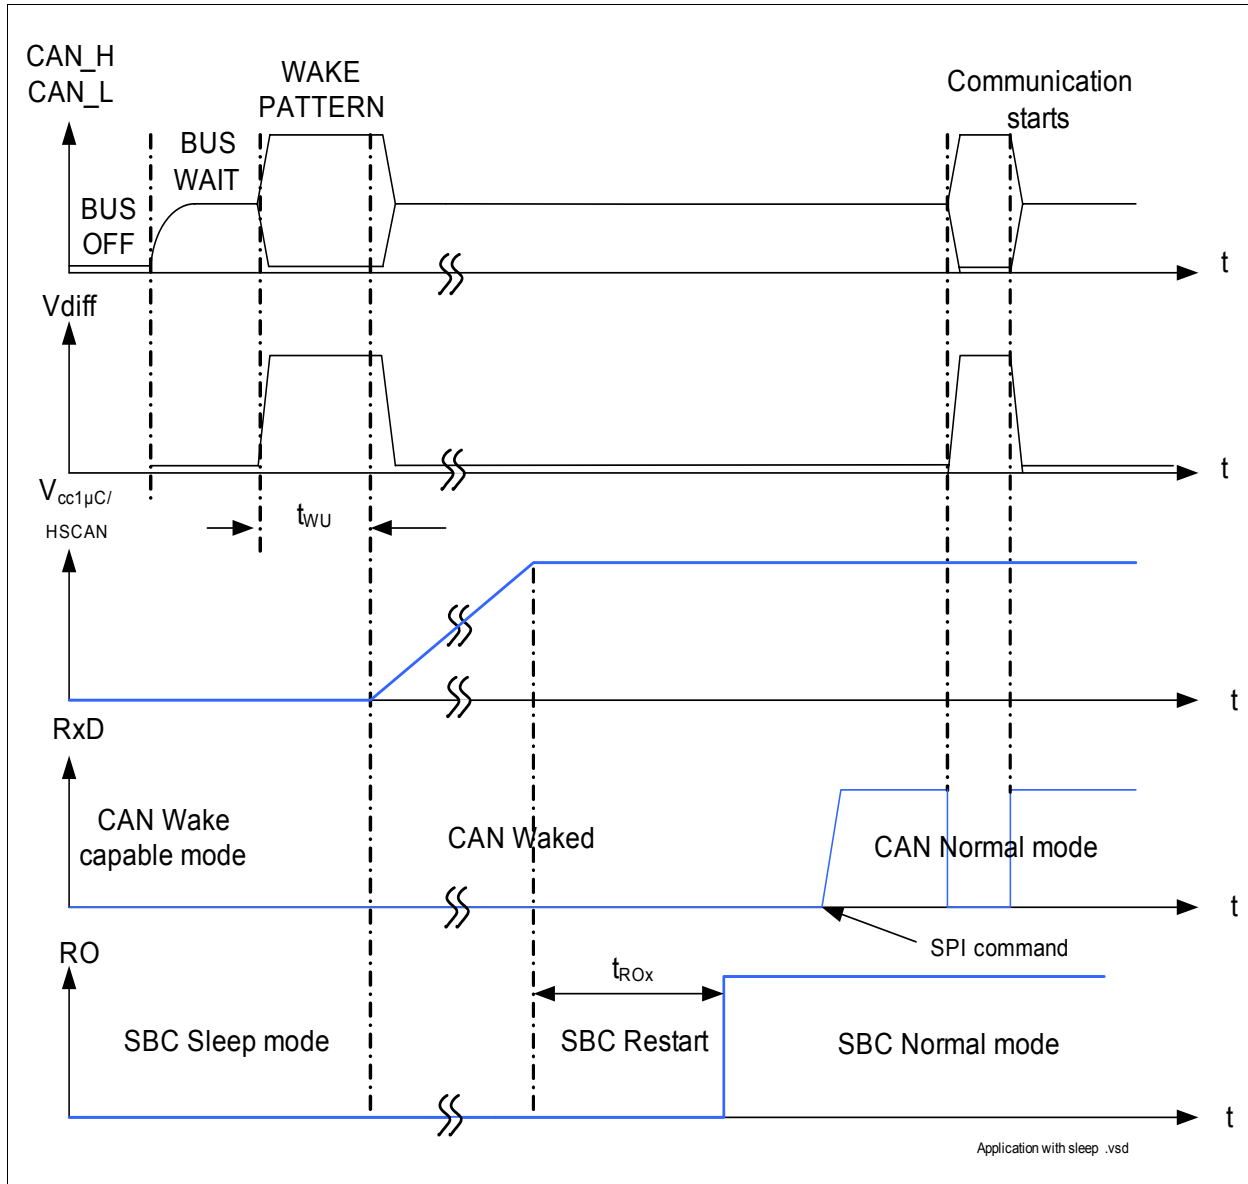 CAN_H
CAN_L
WAKE
PATTERN
Communication
starts
BUS
WAIT
BUS
OFF
t
Vdiff
t
Vcc1µC/
HSCAN
tWU
t
RxD
CAN Wake
capable mode
CAN Waked
CAN Normal mode
t
SPI command
RO
tROx
SBC Sleep mode
SBC Restart
SBC Normal mode
t
Application with sleep .vsd